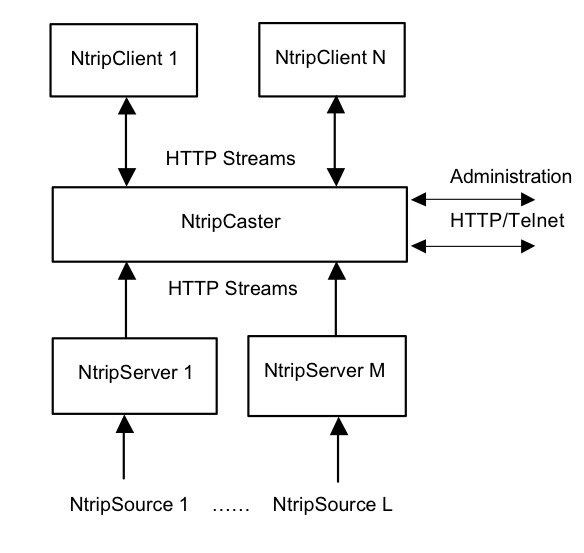 NtripClient 1
NtripClient N
HTTP Streams
Administration
HTTP/Telnet
NtripCaster
HTTP Streams
NtripServer 1
NtripServer M
NtripSource 1 ...... NtripSource L